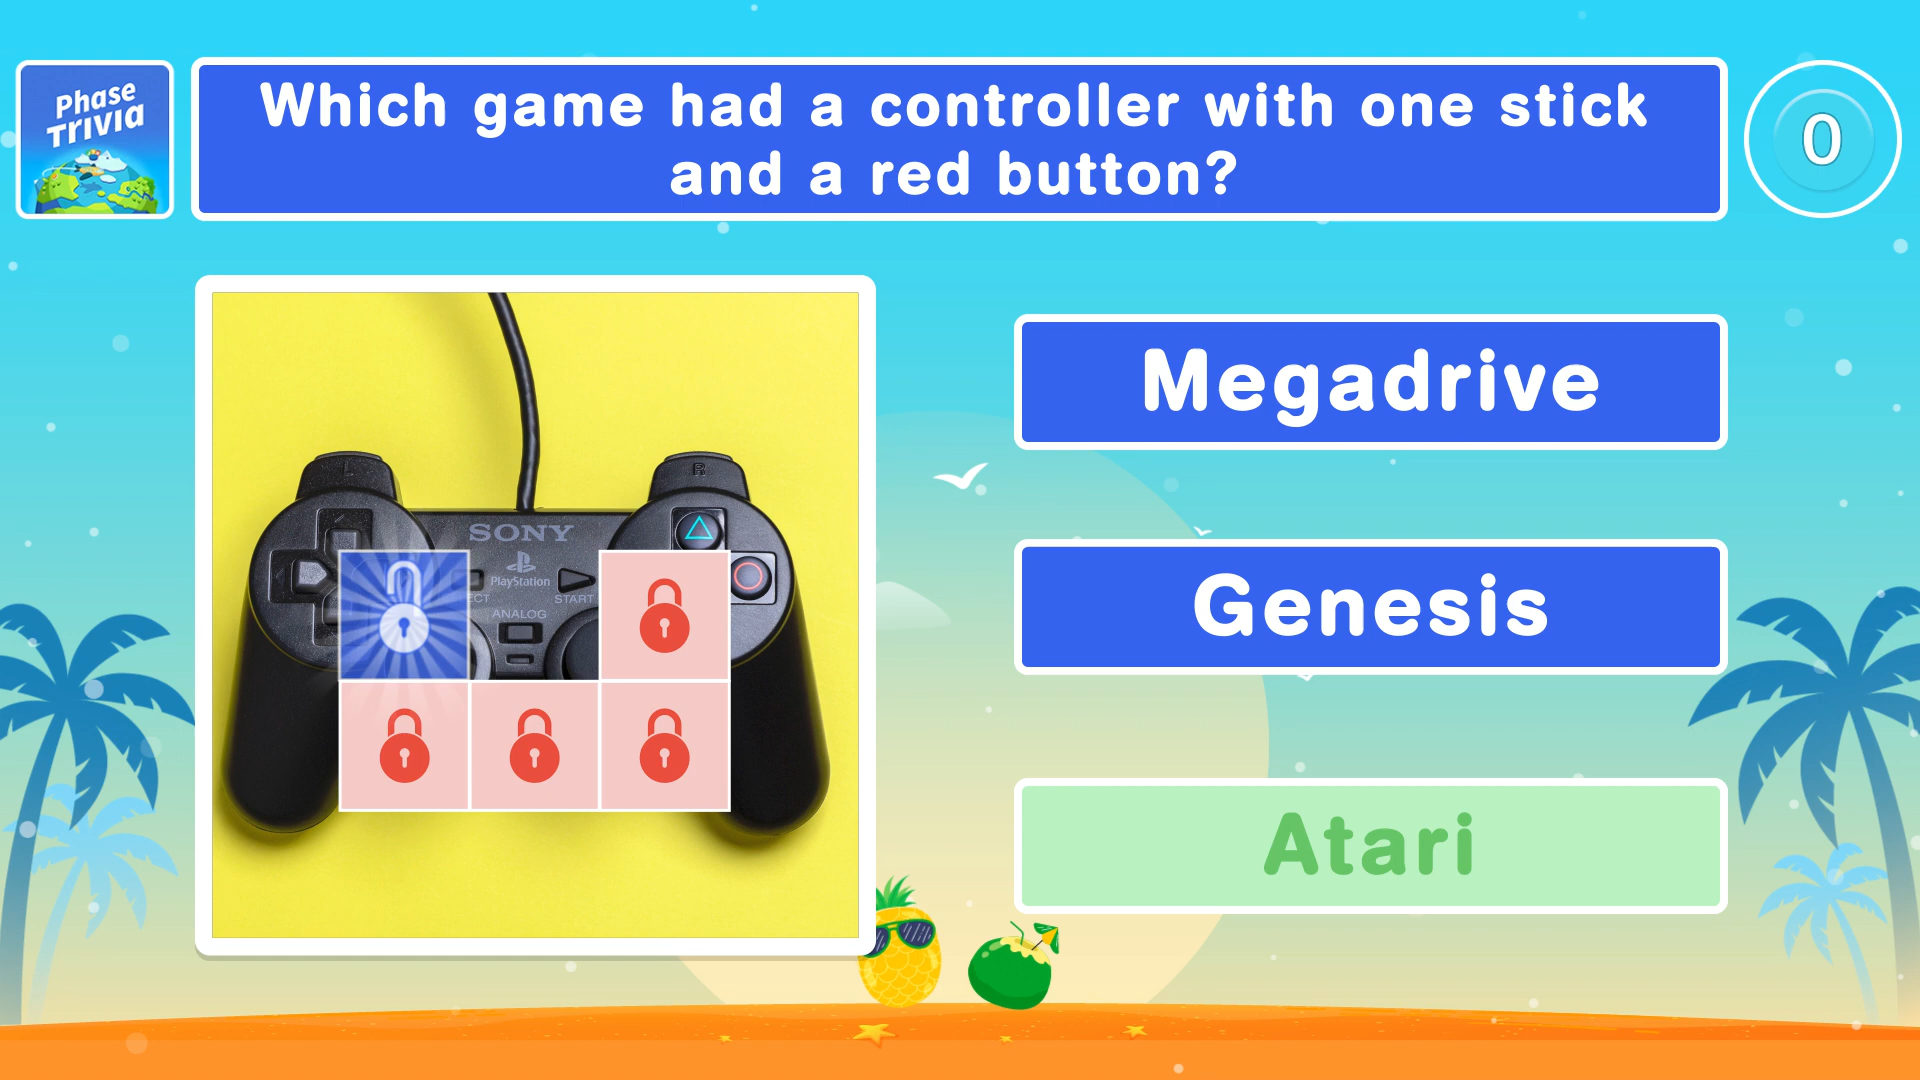 Phase
Trivia
Which game had a controller with one stick
and a red button?
0
L
R
SONY
PlayStation
ECT
START
ANALOG
Megadrive
Genesis
Atari